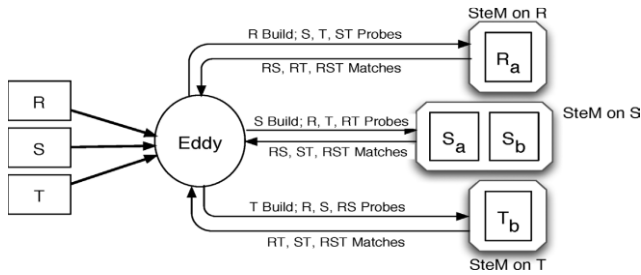 SteM on R
R Build; S, T, ST Probes
Ra
RS, RT, RST Matches
R
SteM on S
S Build; R, T, RT Probes
Eddy
S
Sa Sb
RS, ST, RST Matches
T
T Build; R, S, RS Probes
Tb
RT, ST, RST Matches
SteM on T